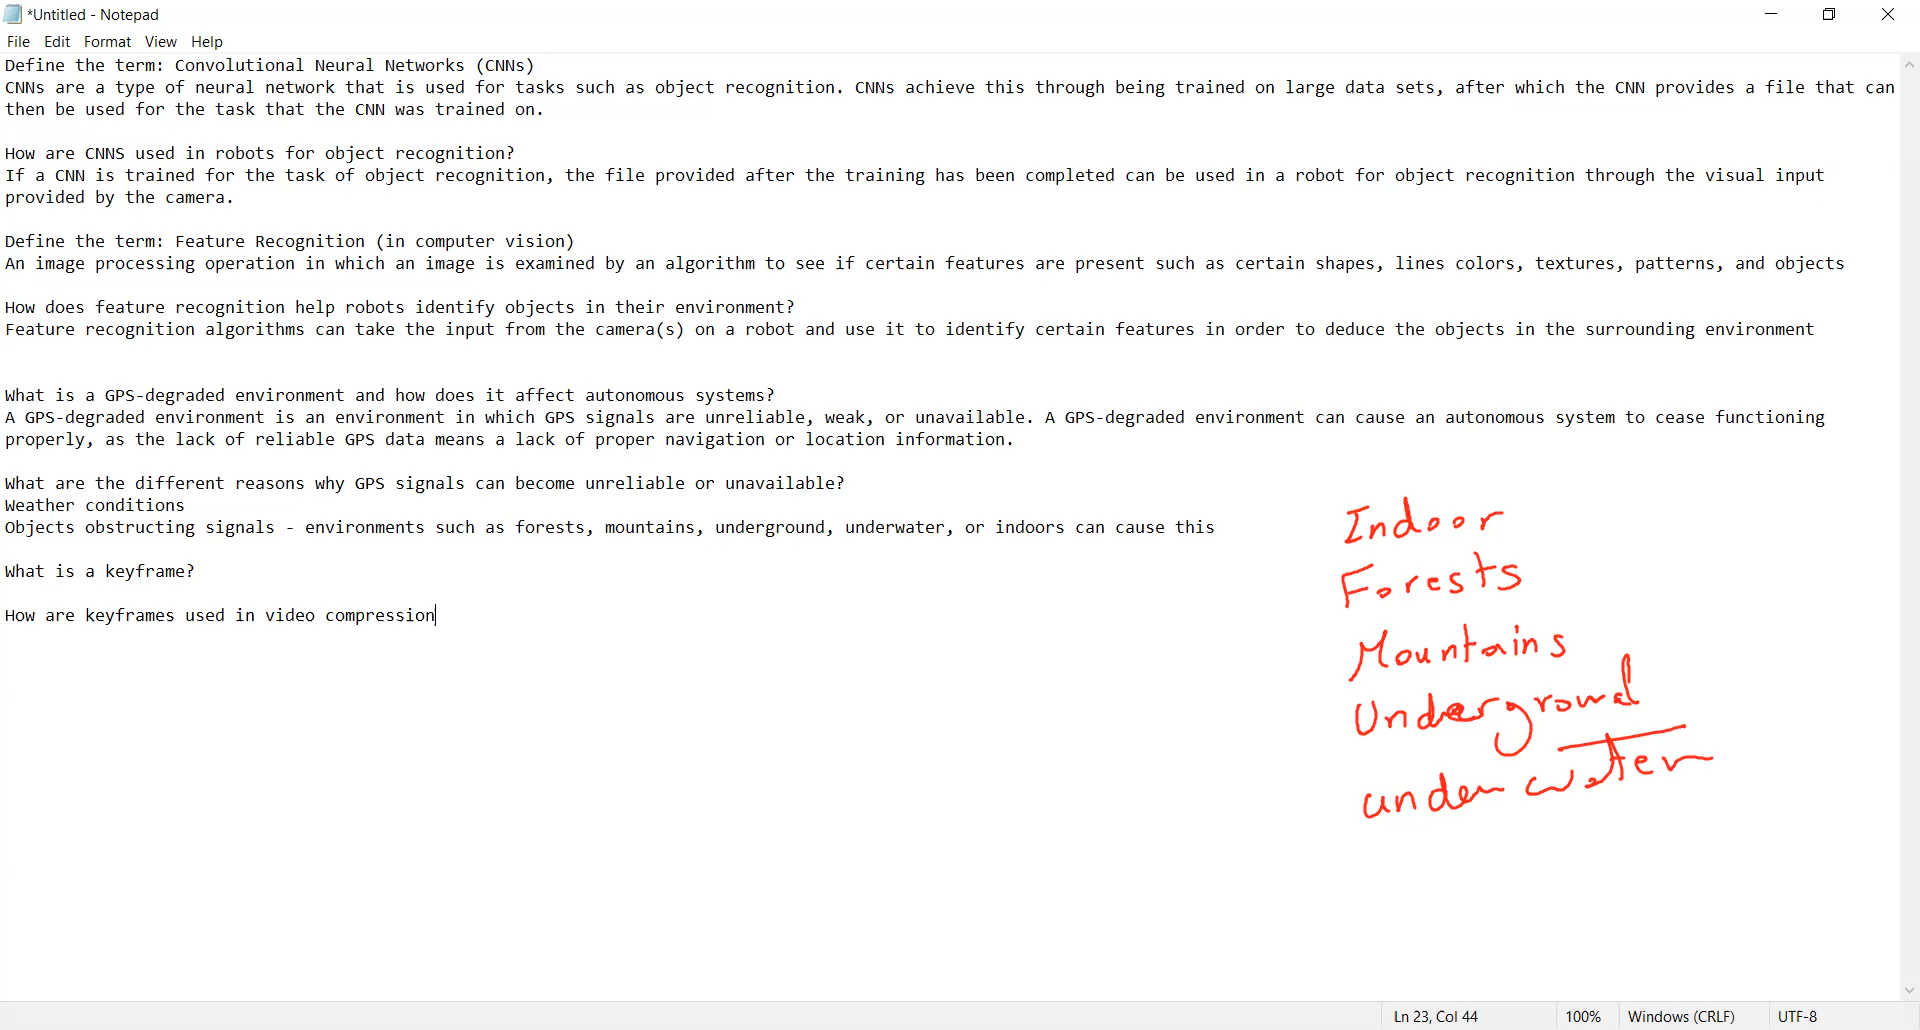 *Untitled - Notepad
File Edit Format View Help
Define the term: Convolutional Neural Networks (CNNs)
CNNs are a type of neural network that is used for tasks such as object recognition. CNNs achieve this through being trained on large data sets, after which the CNN provides a file that can
then be used for the task that the CNN was trained on.
How are CNNS used in robots for object recognition?
If a CNN is trained for the task of object recognition, the file provided after the training has been completed can be used in a robot for object recognition through the visual input
provided by the camera.
Define the term: Feature Recognition (in computer vision)
An image processing operation in which an image is examined by an algorithm to see if certain features are present such as certain shapes, lines colors, textures, patterns, and objects
How does feature recognition help robots identify objects in their environment?
Feature recognition algorithms can take the input from the camera(s) on a robot and use it to identify certain features in order to deduce the objects in the surrounding environment
What is a GPS-degraded environment and how does it affect autonomous systems?
A GPS-degraded environment is an environment in which GPS signals are unreliable, weak, or unavailable. A GPS-degraded environment can cause an autonomous system to cease functioning
properly, as the lack of reliable GPS data means a lack of proper navigation or location information.
What are the different reasons why GPS signals can become unreliable or unavailable?
Weather conditions
Objects obstructing signals - environments such as forests, mountains, underground, underwater, or indoors can cause this
What is a keyframe?
How are keyframes used in video compression
Indoor
Forests
Mountains
Underground
under water
Ln 23, Col 44 100% Windows (CRLF) UTF-8